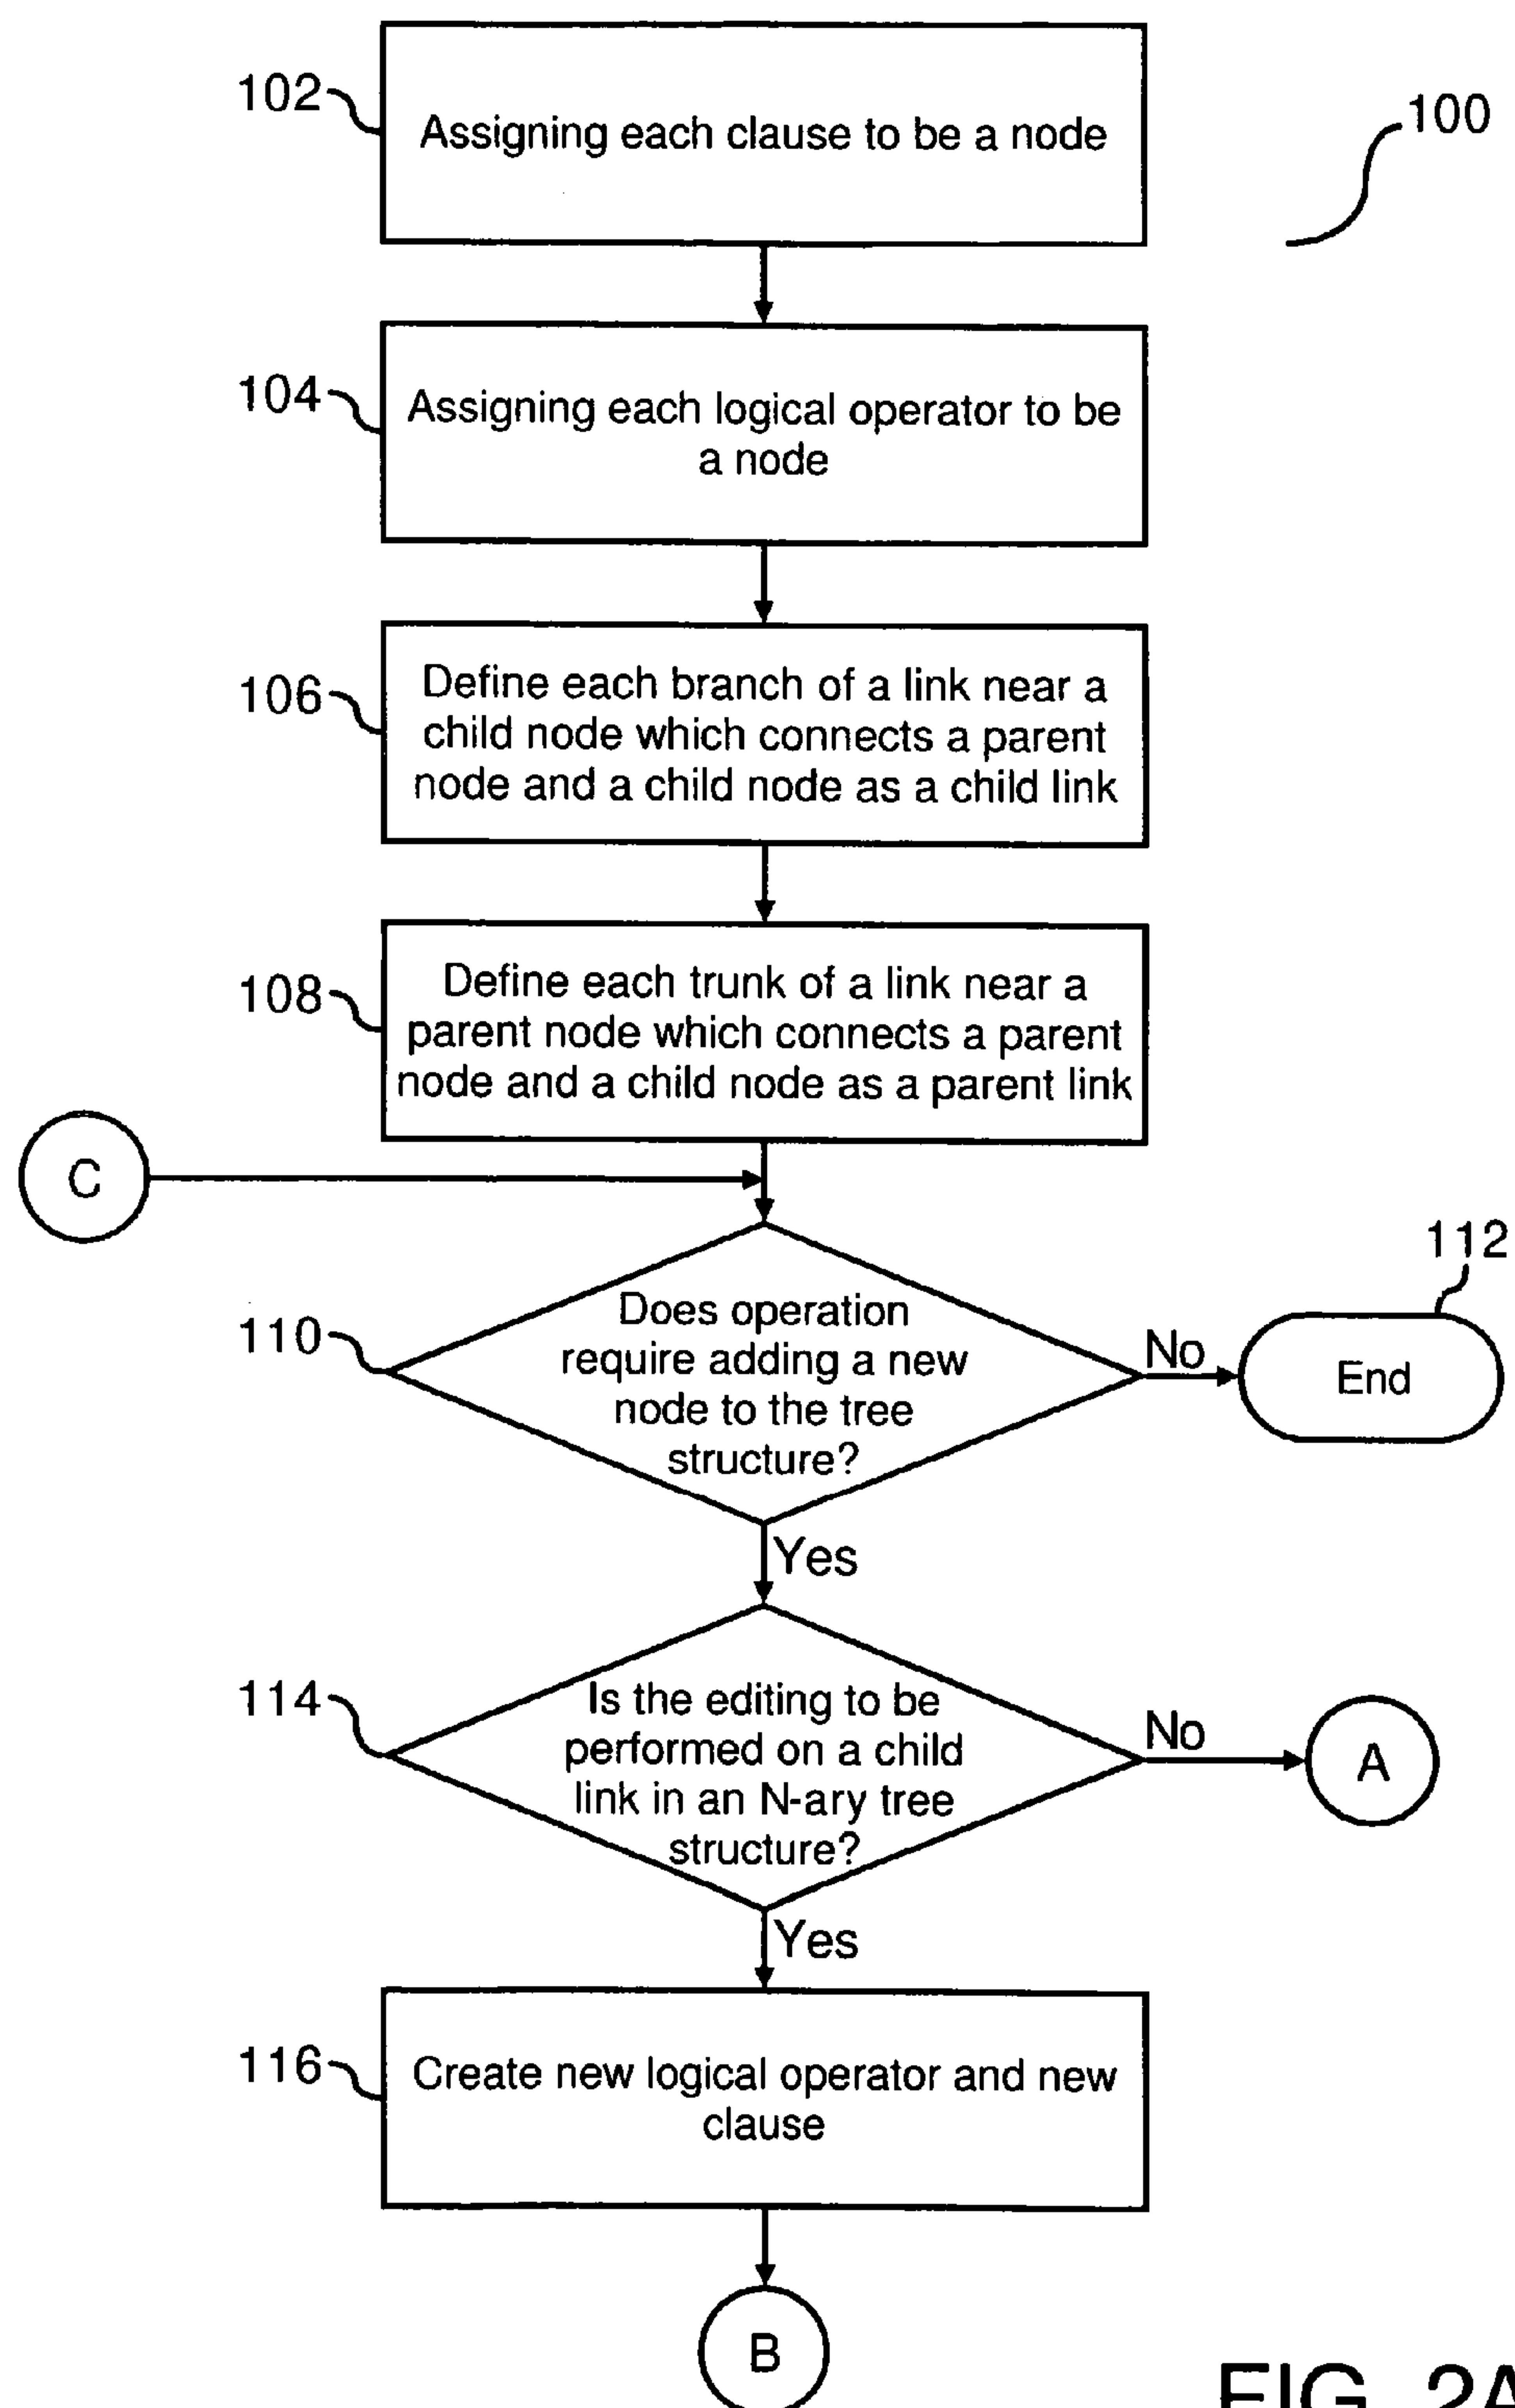 102
Assigning each clause to be a node
100
104
Assigning each logical operator to be
a node
106
Define each branch of a link near a
child node which connects a parent
node and a child node as a child link
108
Define each trunk of a link near a
parent node which connects a parent
node and a child node as a parent link
C
110
Does operation
require adding a new
node to the tree
structure?
No
112
End
Yes
114
Is the editing to be
performed on a child
link in an N-ary tree
structure?
No
A
Yes
116
Create new logical operator and new
clause
B
FIG. 2A